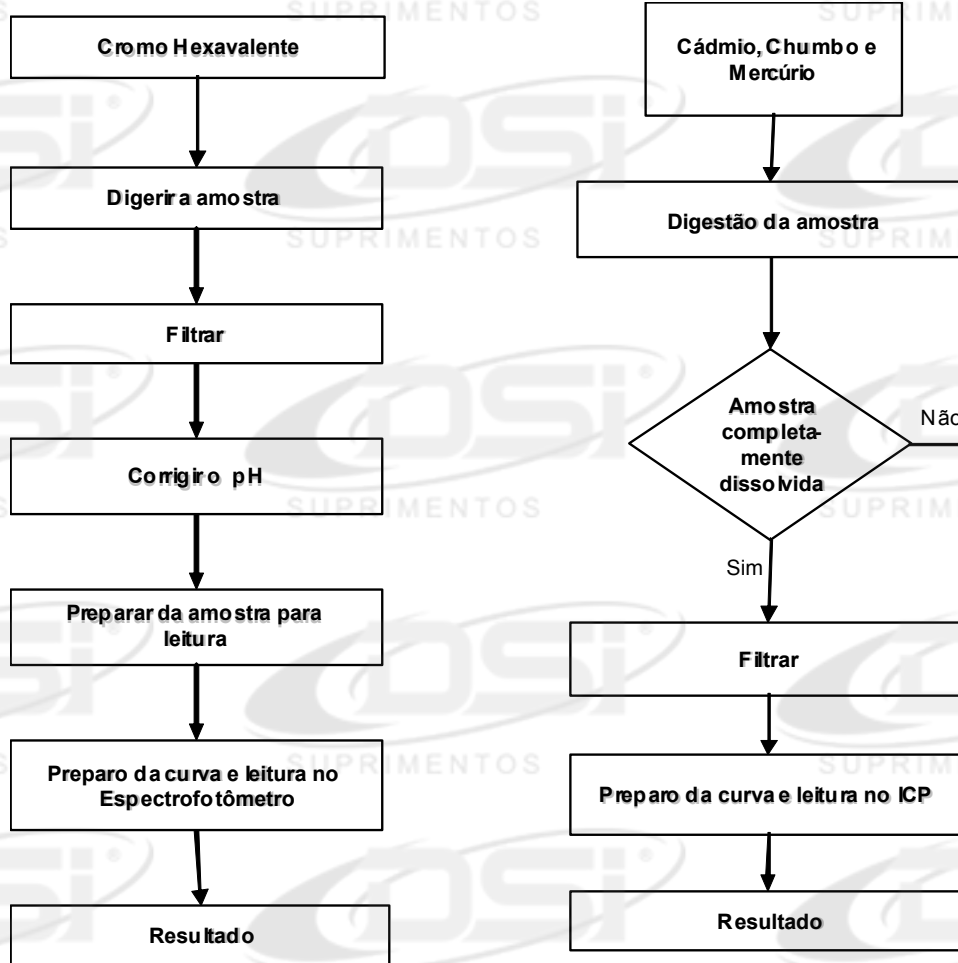 Cromo Hexavalente
Digerir a amostra
Filtrar
Corrigir o pH
Preparar da amostra para
leitura
Preparo da curva e leitura no
Espectrofotômetro
Resultado
Cádmio, Chumbo e
Mercúrio
Digestão da amostra
Amostra
completa-
mente
dissolvida
Não
Sim
Filtrar
Preparo da curva e leitura no ICP
Resultado
DSi
SUPRIMENTOS